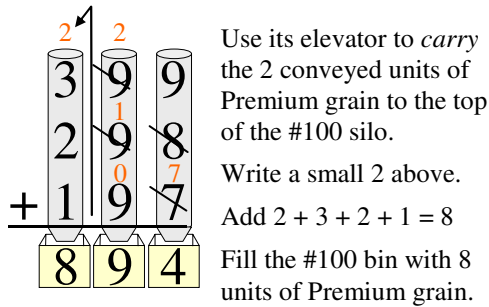 2 2
3 9 9
1
2 9 8
0 7
+ 1 9 7
8 9 4
Use its elevator to carry
the 2 conveyed units of
Premium grain to the top
of the #100 silo.
Write a small 2 above.
Add 2 + 3 + 2 + 1 = 8
Fill the #100 bin with 8
units of Premium grain.